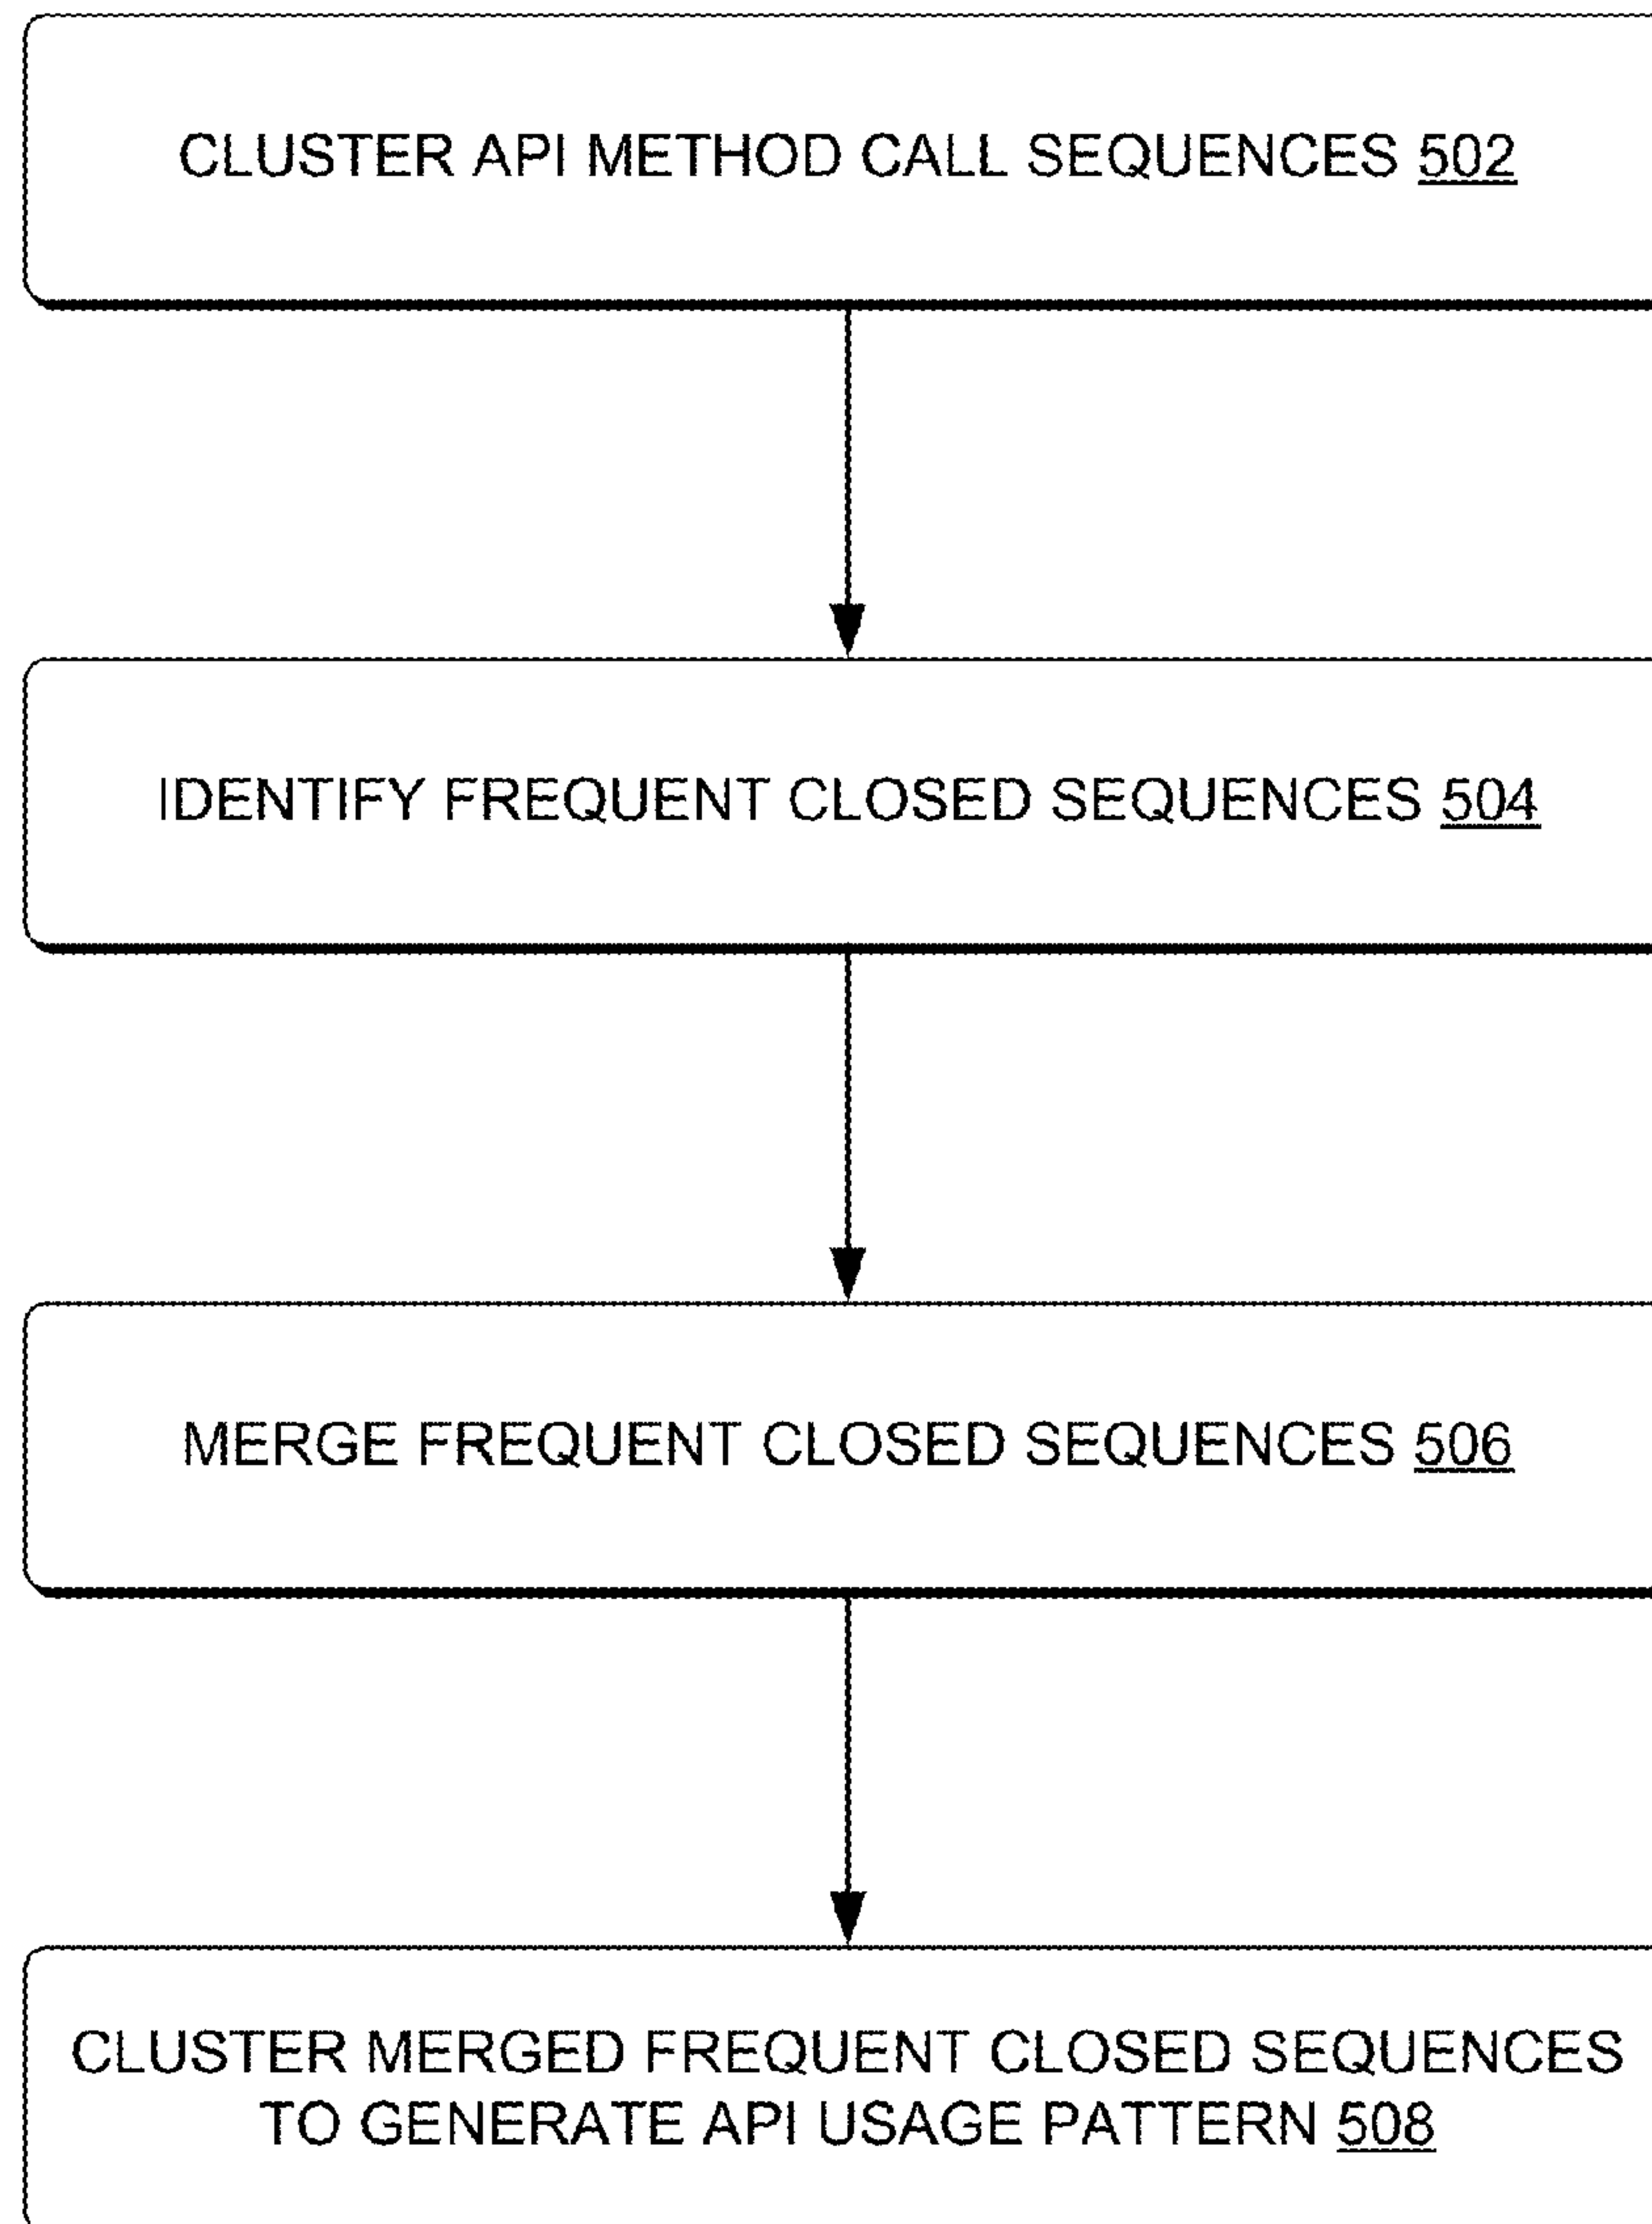 CLUSTER API METHOD CALL SEQUENCES 502
IDENTIFY FREQUENT CLOSED SEQUENCES 504
MERGE FREQUENT CLOSED SEQUENCES 506
CLUSTER MERGED FREQUENT CLOSED SEQUENCES
TO GENERATE API USAGE PATTERN 508